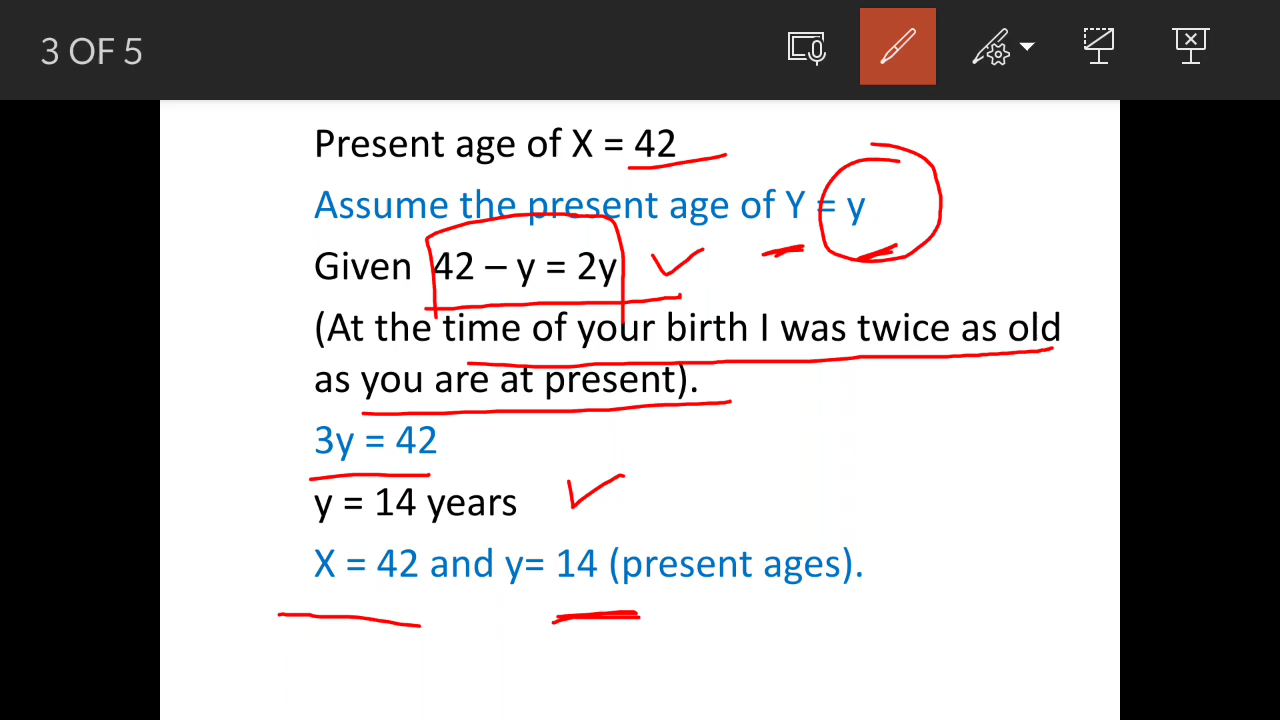 3 OF 5
Present age of X = 42
Assume the present age of Y = y
Given 42 – y = 2y
(At the time of your birth I was twice as old
as you are at present).
3y = 42
y = 14 years
X = 42 and y= 14 (present ages).